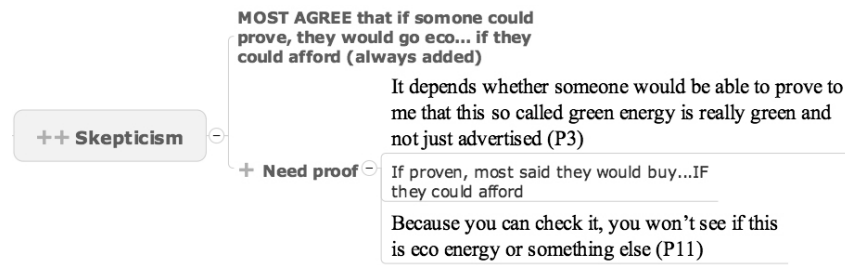 MOST AGREE that if somone could
prove, they would go eco... if they
could afford (always added)
It depends whether someone would be able to prove to
me that this so called green energy is really green and
not just advertised (P3)
++ Skepticism
+ Need proof
If proven, most said they would buy...IF
they could afford
Because you can check it, you won’t see if this
is eco energy or something else (P11)